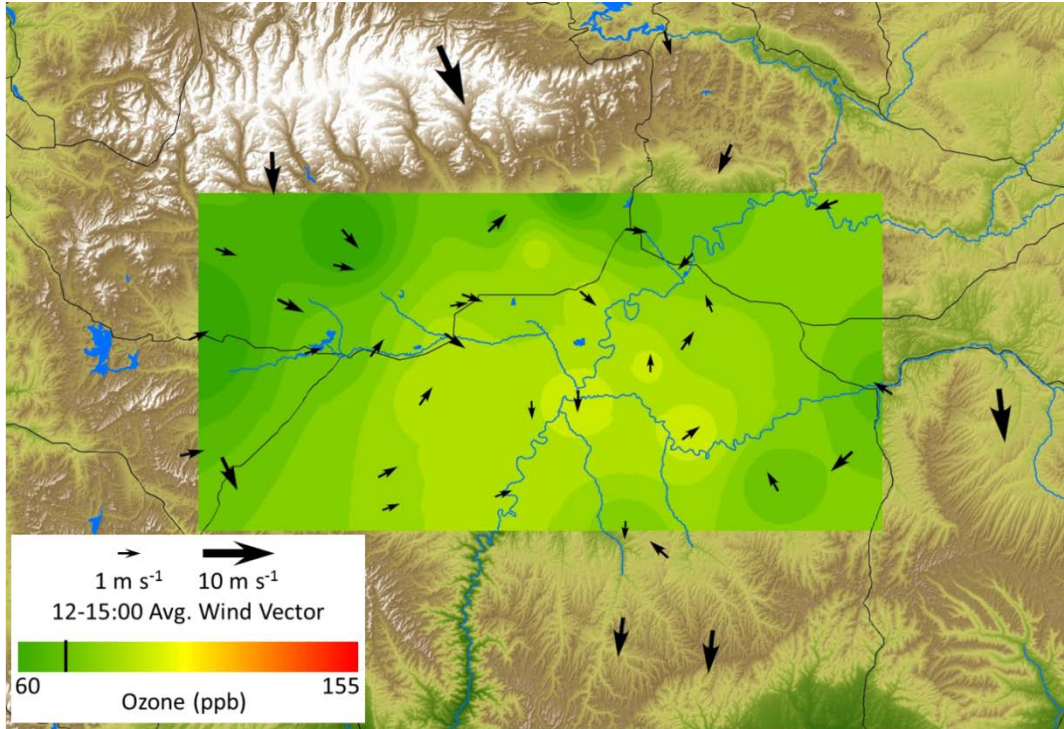 1 m s⁻¹ 10 m s⁻¹
12-15:00 Avg. Wind Vector
60 155
Ozone (ppb)